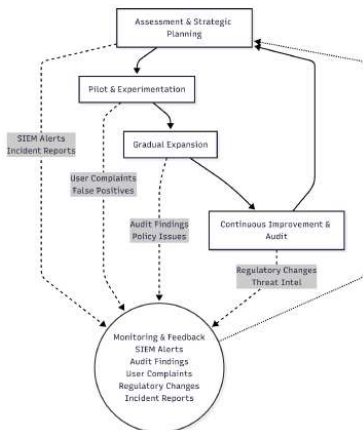 Assessment & Strategic
Planning
Pilot & Experimentation
Gradual Expansion
SIEM Alerts
Incident Reports
User Complaints
False Positives
Audit Findings
Policy Issues
Continuous Improvement &
Audit
Regulatory Changes
Threat Intel
Monitoring & Feedback
SIEM Alerts
Audit Findings
User Complaints
Regulatory Changes
Incident Reports